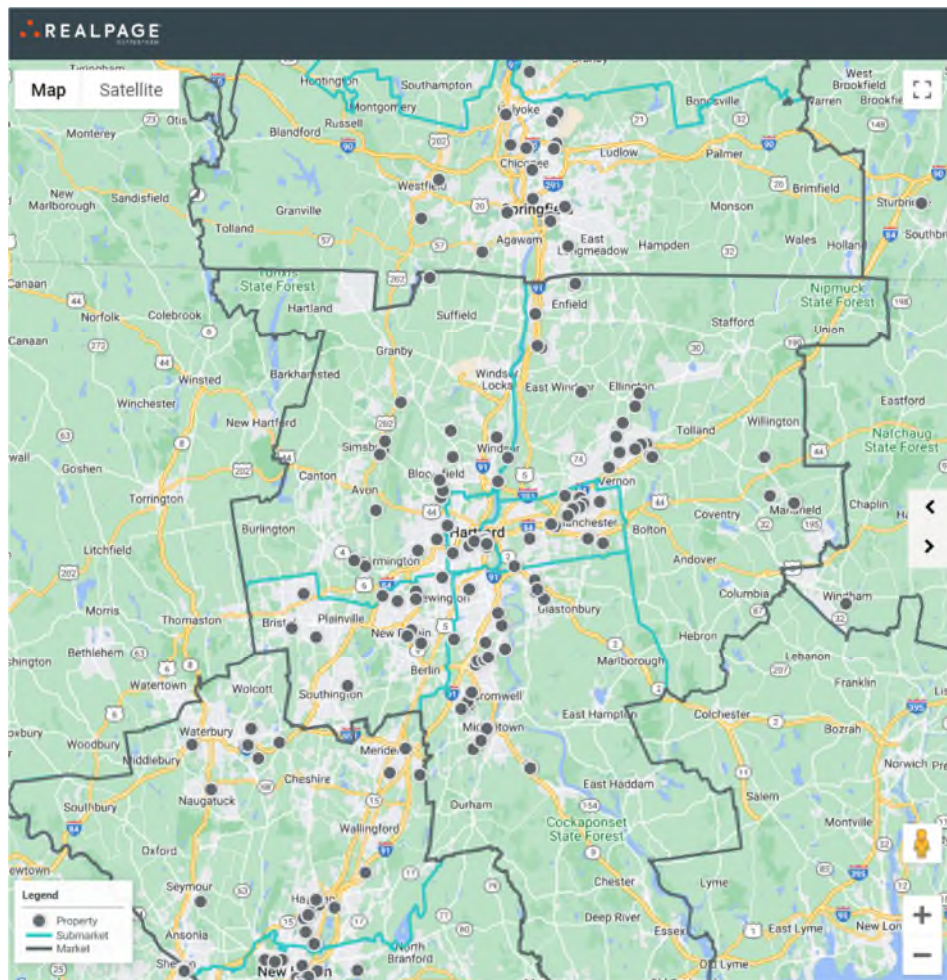 REALPAGE
Map Satellite
Tyringham
Otis
Huntington
Montgomery
Southampton
Holyoke
Bondsville
Warren
West
Brookfield
Monterey
Blandford
Russell
Chicopee
Ludlow
Palmer
Westfield
New
Marlborough
Sandisfield
Granville
Tolland
Springfield
Agawam
East
Longmeadow
Hampden
Monson
Brimfield
Wales
Holland
Sturbridge
Southbridge
Tunxis
State Forest
Hartland
Suffield
Enfield
Nipmuck
State Forest
Stafford
Union
Canaan
Norfolk
Colebrook
Canaan
Granby
Barkhamsted
Winsted
Winchester
New Hartford
Windsor
Locks
East Windsor
Ellington
Tolland
Willington
Eastford
Natchaug
State Forest
Goshen
Torrington
Canton
Simsbury
Avon
Bloomfield
Windsor
Vernon
Coventry
Mansfield
Chaplin
Burlington
Litchfield
Hartford
Manchester
Bolton
Andover
Farmington
Columbia
Windham
Morris
Bethlehem
Thomaston
Watertown
Bristol
Plainville
New Britain
Newington
Glastonbury
Hebron
Lebanon
Marlborough
Berlin
Wolcott
Southington
Cromwell
East Hampton
Franklin
Colchester
Bozrah
Norwich
Woodbury
Waterbury
Middlebury
Meriden
Middletown
Cheshire
Naugatuck
Southbury
Durham
East Haddam
Salem
Montville
Oxford
Wallingford
Cockaponset
State Forest
Seymour
Ansonia
Chester
Lyme
Deep River
Essex
North
Branford
East Lyme
New London
Old Lyme
Shelton
New Haven
Legend
Property
Submarket
Market